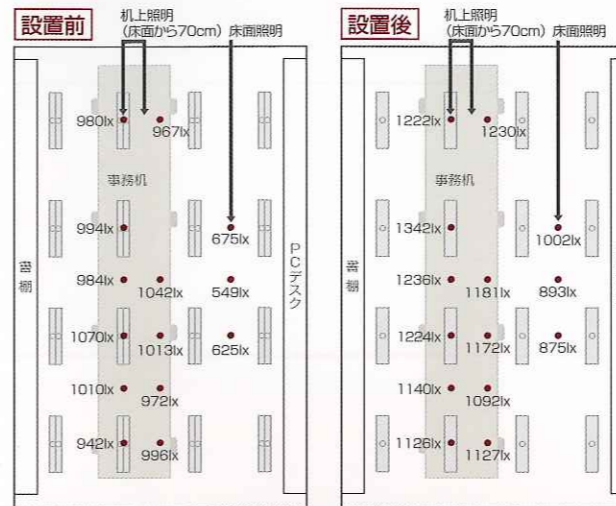 設置前
机上照明
(床面から70cm) 床面照明
980lx
967lx
事務机
994lx
675lx
984lx
1042lx
549lx
1070lx
1013lx
625lx
1010lx
972lx
942lx
996lx
書棚
PCデスク
設置後
机上照明
(床面から70cm) 床面照明
1222lx
1230lx
事務机
1342lx
1002lx
1236lx
1181lx
893lx
1224lx
1172lx
875lx
1140lx
1092lx
1126lx
1127lx
書棚